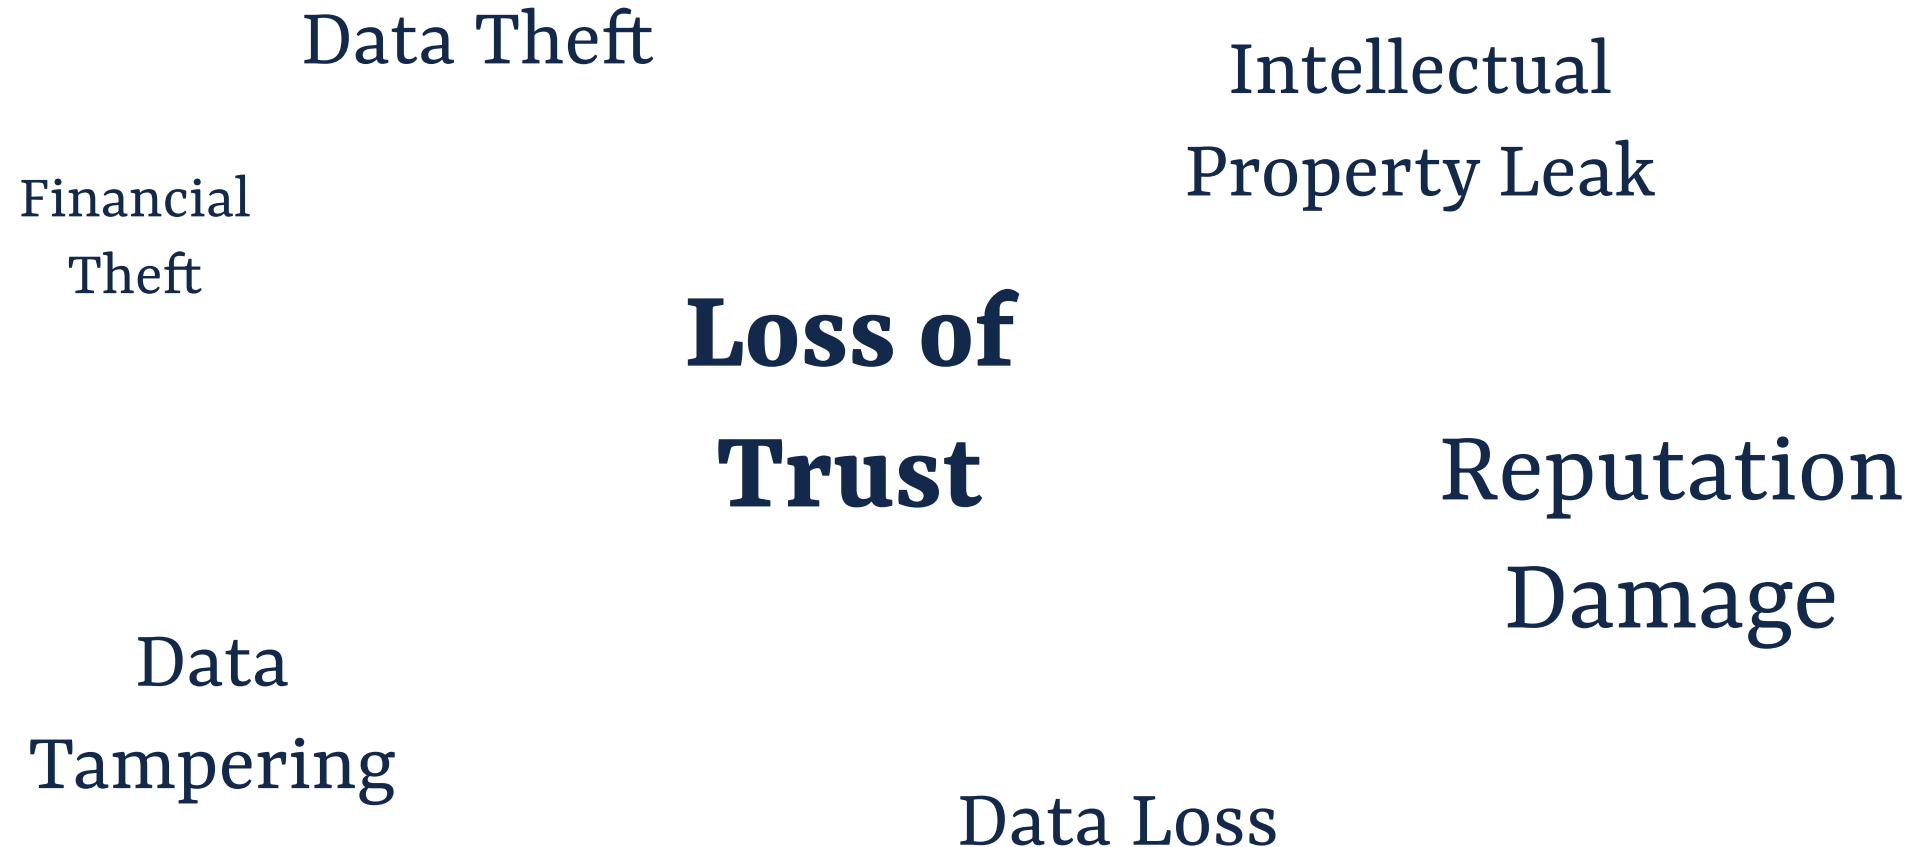 Data Theft
Intellectual
Property Leak
Financial
Theft
Loss of
Trust
Reputation
Damage
Data
Tampering
Data Loss